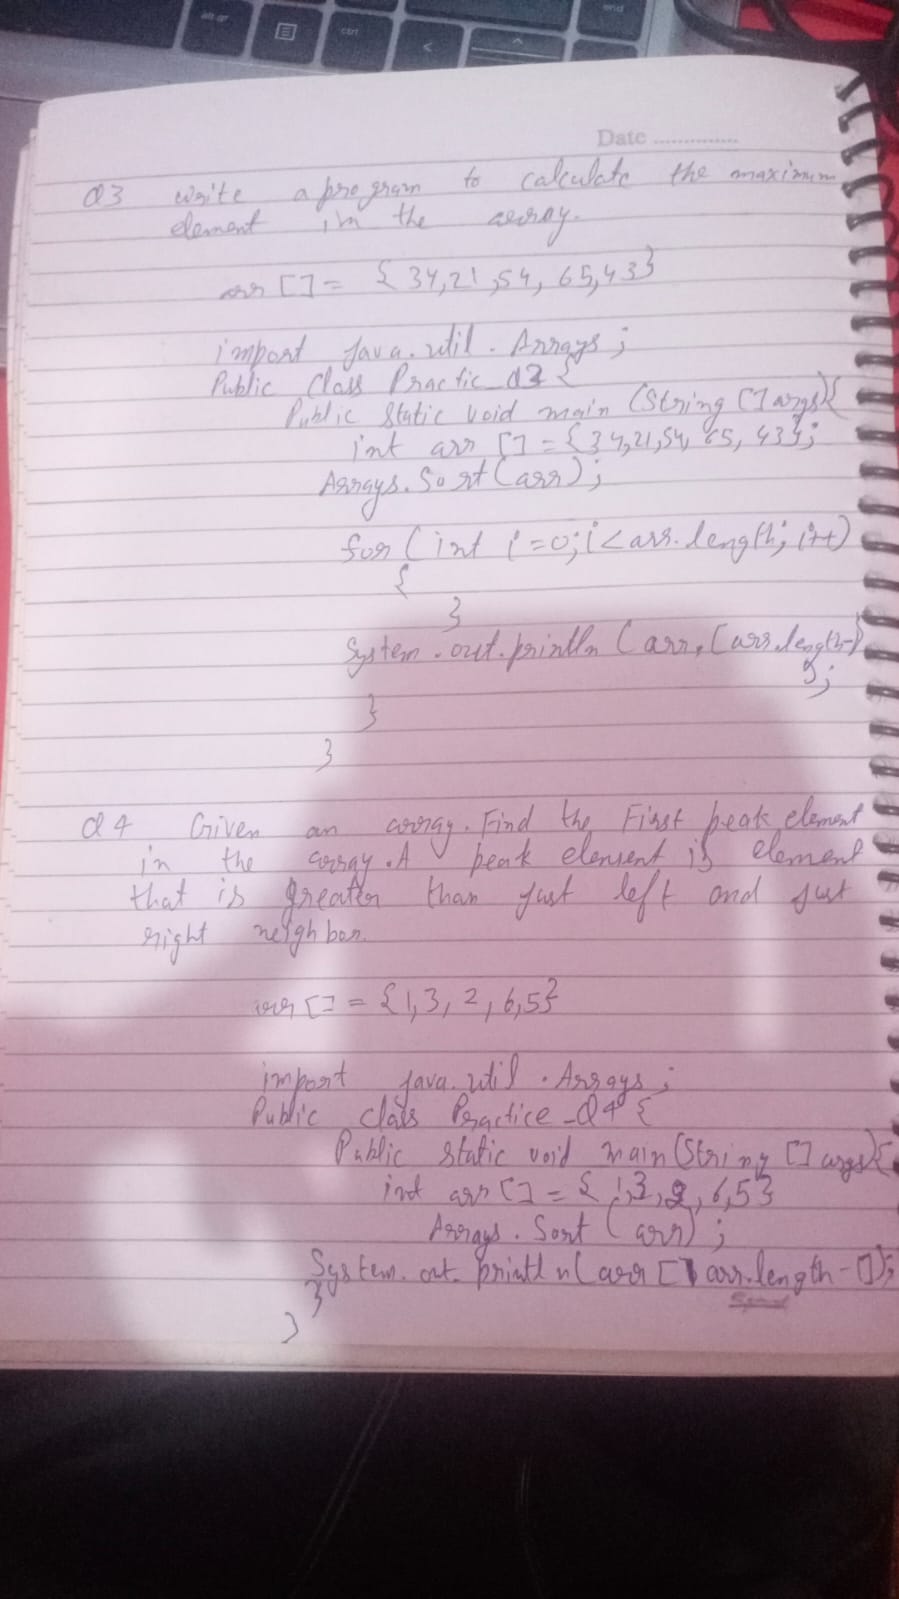 alt gr
ctrl
end
<
^
Date ..............
Q3 write a program to calculate the maximum
element in the array.
arr [] = { 34,21,54, 65,43}
import java.util.Arrays;
Public Class Practic_Q3 {
Public Static void main (String [] args){
int arr [] = {34,21,54, 65, 43};
Arrays.Sort(arr);
for (int i=0;i<arr.length; i++)
{
}
System.out.println (arr,[arr.length-1]
);
}
}
Q4 Given an array. Find the First peak element
in the array. A peak element is element
that is greater than just left and just
right neighbor.
arr [] = {1,3, 2, 6,5}
import java.util.Arrays;
Public class Practice_Q4 {
Public static void main(String [] args){
int arr [] = { 1,3,2,6,5}
Arrays.Sort (arr);
System.out.println(arr [ arr.length-1]);
}
}